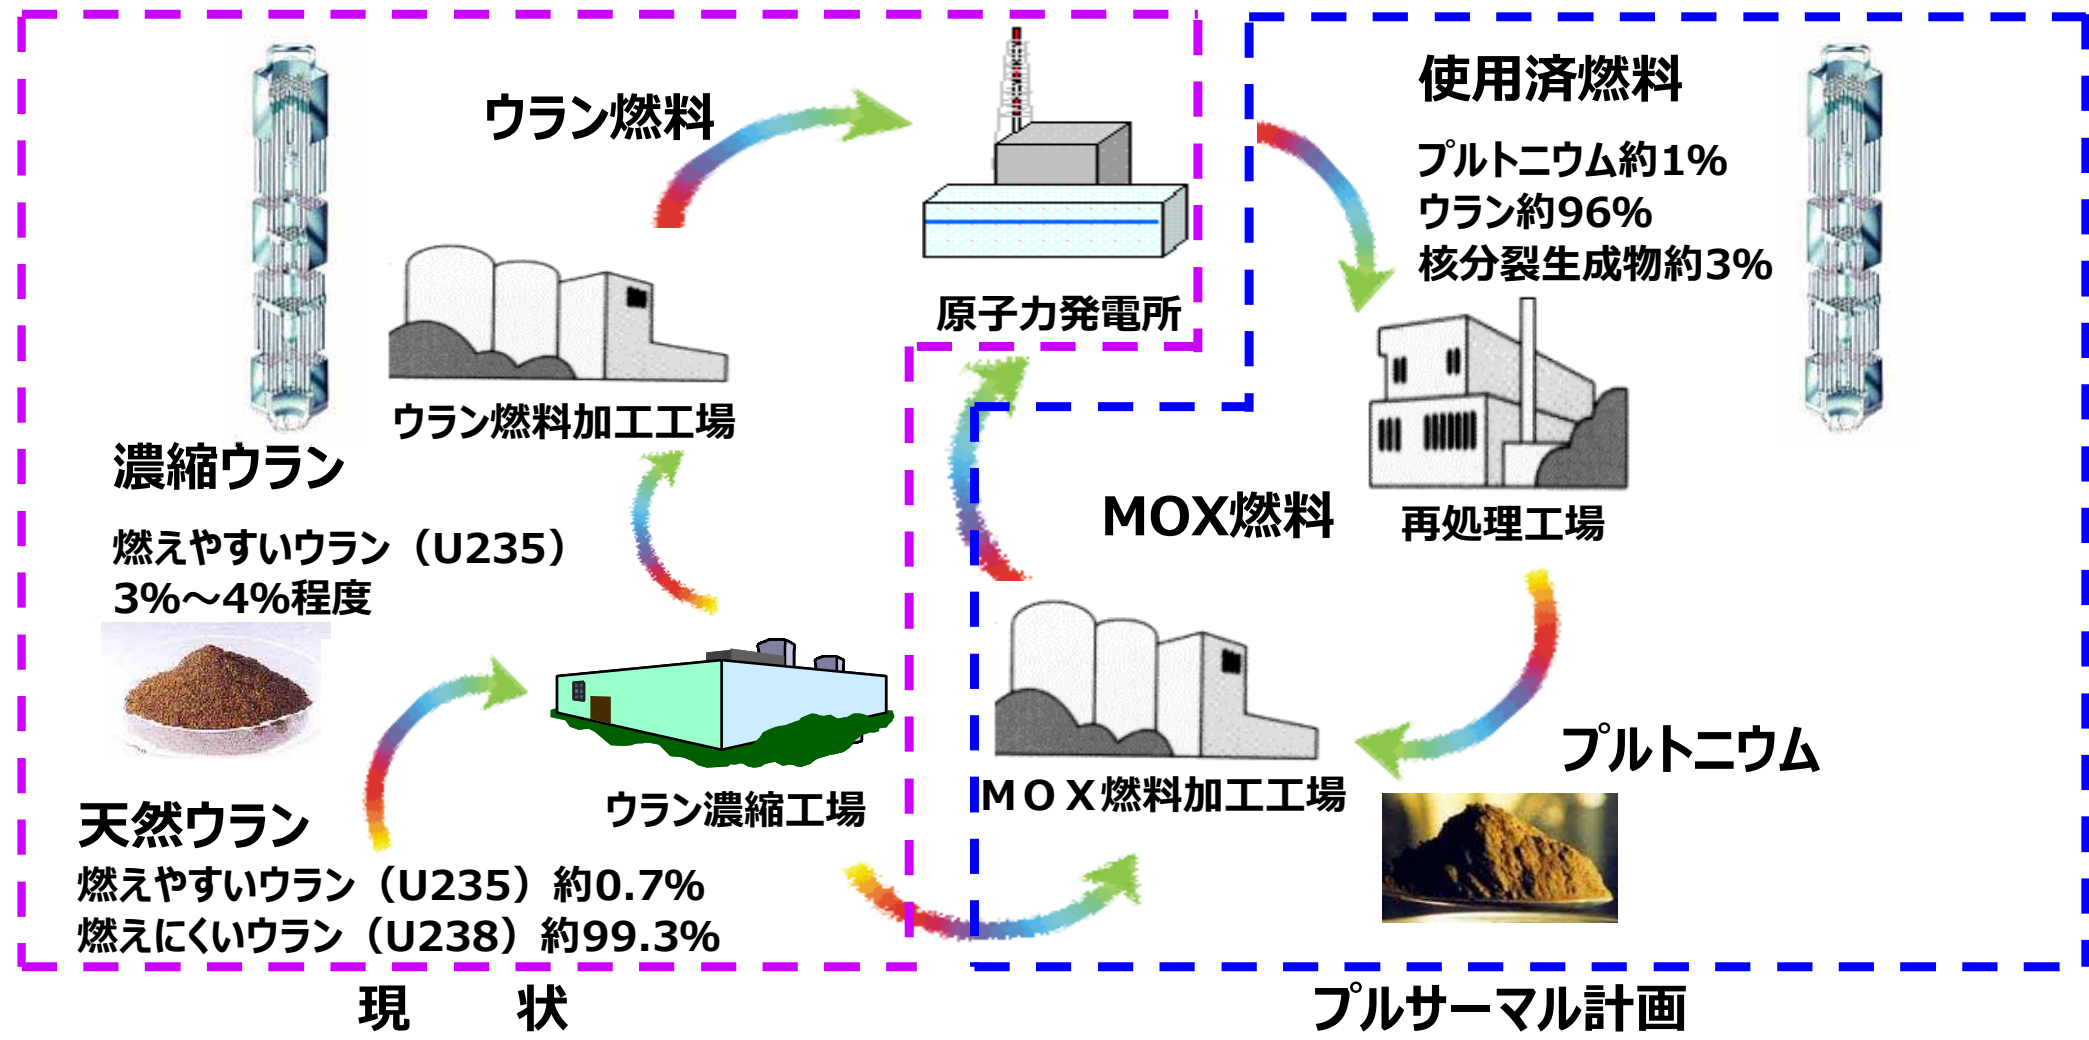 ウラン燃料
原子力発電所
ウラン燃料加工工場
濃縮ウラン
燃えやすいウラン（U235）
3%～4%程度
天然ウラン
燃えやすいウラン（U235）約0.7%
燃えにくいウラン（U238）約99.3%
ウラン濃縮工場
現　状
使用済燃料
プルトニウム約1%
ウラン約96%
核分裂生成物約3%
再処理工場
MOX燃料
プルトニウム
ＭＯＸ燃料加工工場
プルサーマル計画